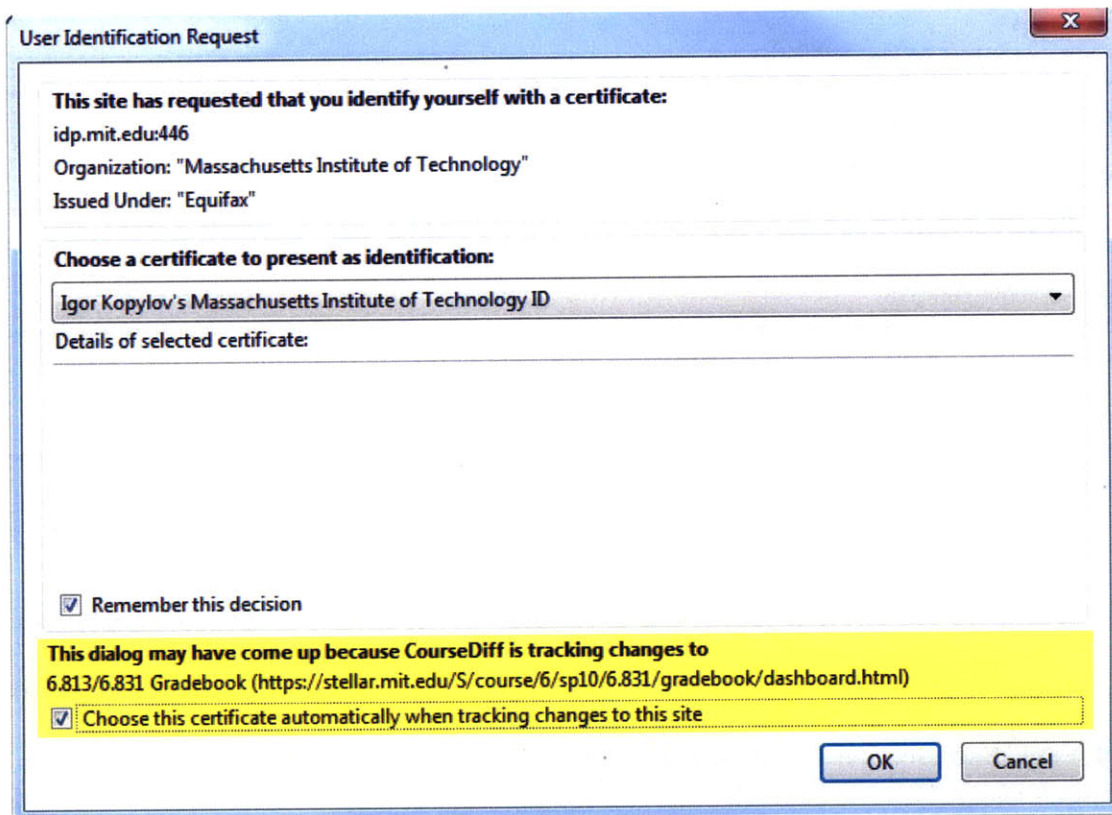 User Identification Request
This site has requested that you identify yourself with a certificate:
idp.mit.edu:446
Organization: "Massachusetts Institute of Technology"
Issued Under: "Equifax"
Choose a certificate to present as identification:
Igor Kopylov's Massachusetts Institute of Technology ID
Details of selected certificate:
Remember this decision
This dialog may have come up because CourseDiff is tracking changes to
6.813/6.831 Gradebook (https://stellar.mit.edu/S/course/6/sp10/6.831/gradebook/dashboard.html)
Choose this certificate automatically when tracking changes to this site
OK Cancel